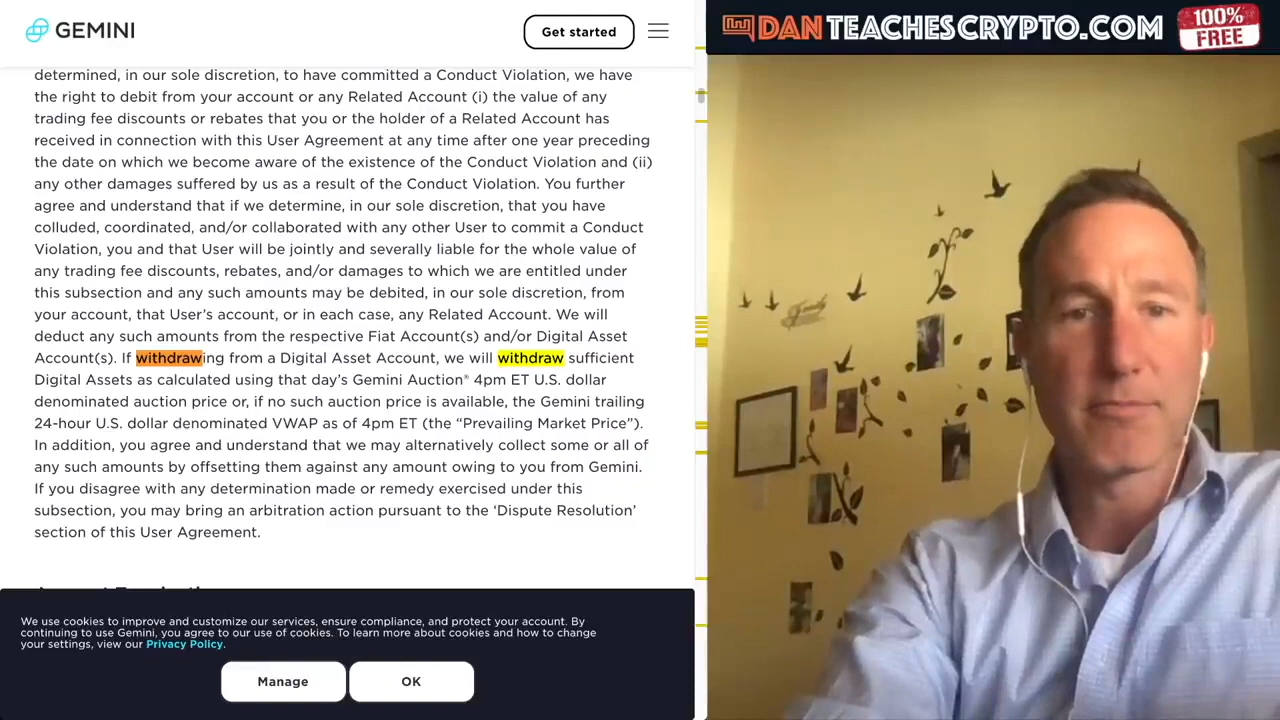 GEMINI
Get started
determined, in our sole discretion, to have committed a Conduct Violation, we have
the right to debit from your account or any Related Account (i) the value of any
trading fee discounts or rebates that you or the holder of a Related Account has
received in connection with this User Agreement at any time after one year preceding
the date on which we become aware of the existence of the Conduct Violation and (ii)
any other damages suffered by us as a result of the Conduct Violation. You further
agree and understand that if we determine, in our sole discretion, that you have
colluded, coordinated, and/or collaborated with any other User to commit a Conduct
Violation, you and that User will be jointly and severally liable for the whole value of
any trading fee discounts, rebates, and/or damages to which we are entitled under
this subsection and any such amounts may be debited, in our sole discretion, from
your account, that User’s account, or in each case, any Related Account. We will
deduct any such amounts from the respective Fiat Account(s) and/or Digital Asset
Account(s). If withdrawing from a Digital Asset Account, we will withdraw sufficient
Digital Assets as calculated using that day’s Gemini Auction® 4pm ET U.S. dollar
denominated auction price or, if no such auction price is available, the Gemini trailing
24-hour U.S. dollar denominated VWAP as of 4pm ET (the “Prevailing Market Price”).
In addition, you agree and understand that we may alternatively collect some or all of
any such amounts by offsetting them against any amount owing to you from Gemini.
If you disagree with any determination made or remedy exercised under this
subsection, you may bring an arbitration action pursuant to the ‘Dispute Resolution’
section of this User Agreement.
We use cookies to improve and customize our services, ensure compliance, and protect your account. By
continuing to use Gemini, you agree to our use of cookies. To learn more about cookies and how to change
your settings, view our Privacy Policy.
Manage
OK
DANTEACHESCRYPTO.COM
100%
FREE